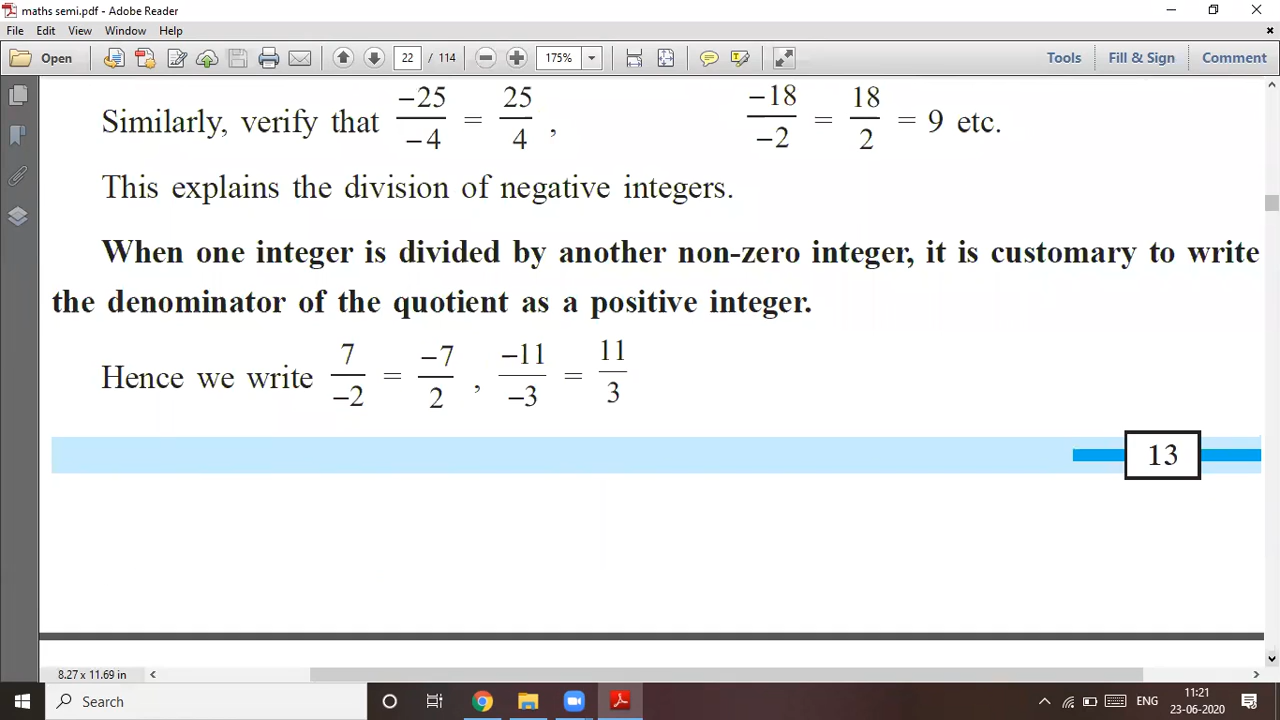 maths semi.pdf - Adobe Reader
File Edit View Window Help
Open 22 / 114 175% Tools Fill & Sign Comment
Similarly, verify that −25/−4 = 25/4 , −18/−2 = 18/2 = 9 etc.
This explains the division of negative integers.
When one integer is divided by another non-zero integer, it is customary to write
the denominator of the quotient as a positive integer.
Hence we write 7/−2 = −7/2 , −11/−3 = 11/3
13
8.27 x 11.69 in
Search ENG 11:21
23-06-2020